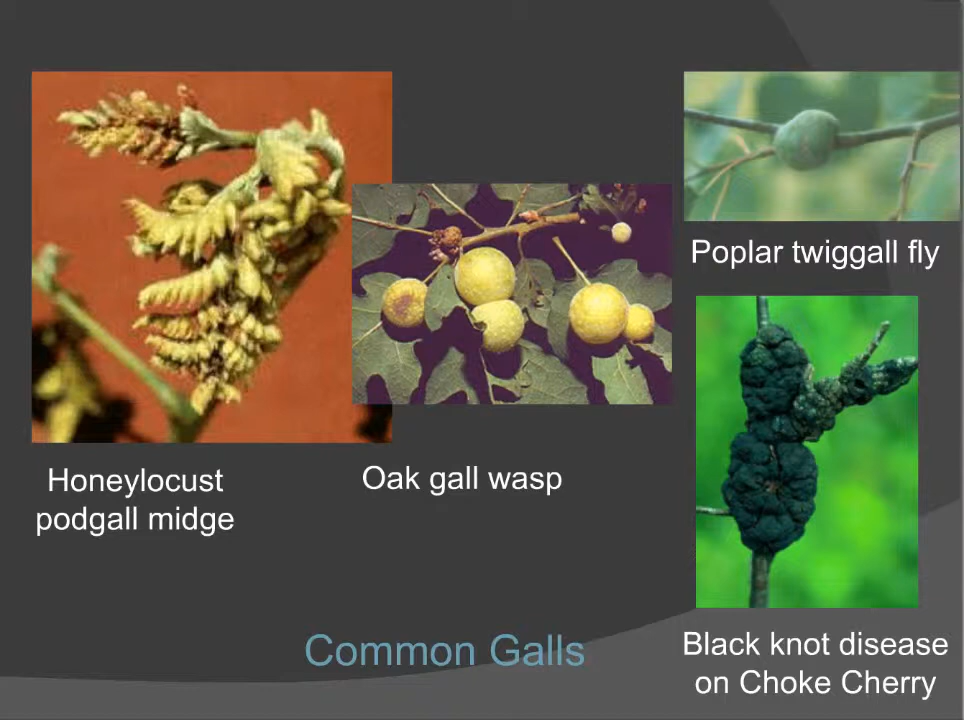 Poplar twiggall fly
Honeylocust
podgall midge
Oak gall wasp
Common Galls
Black knot disease
on Choke Cherry